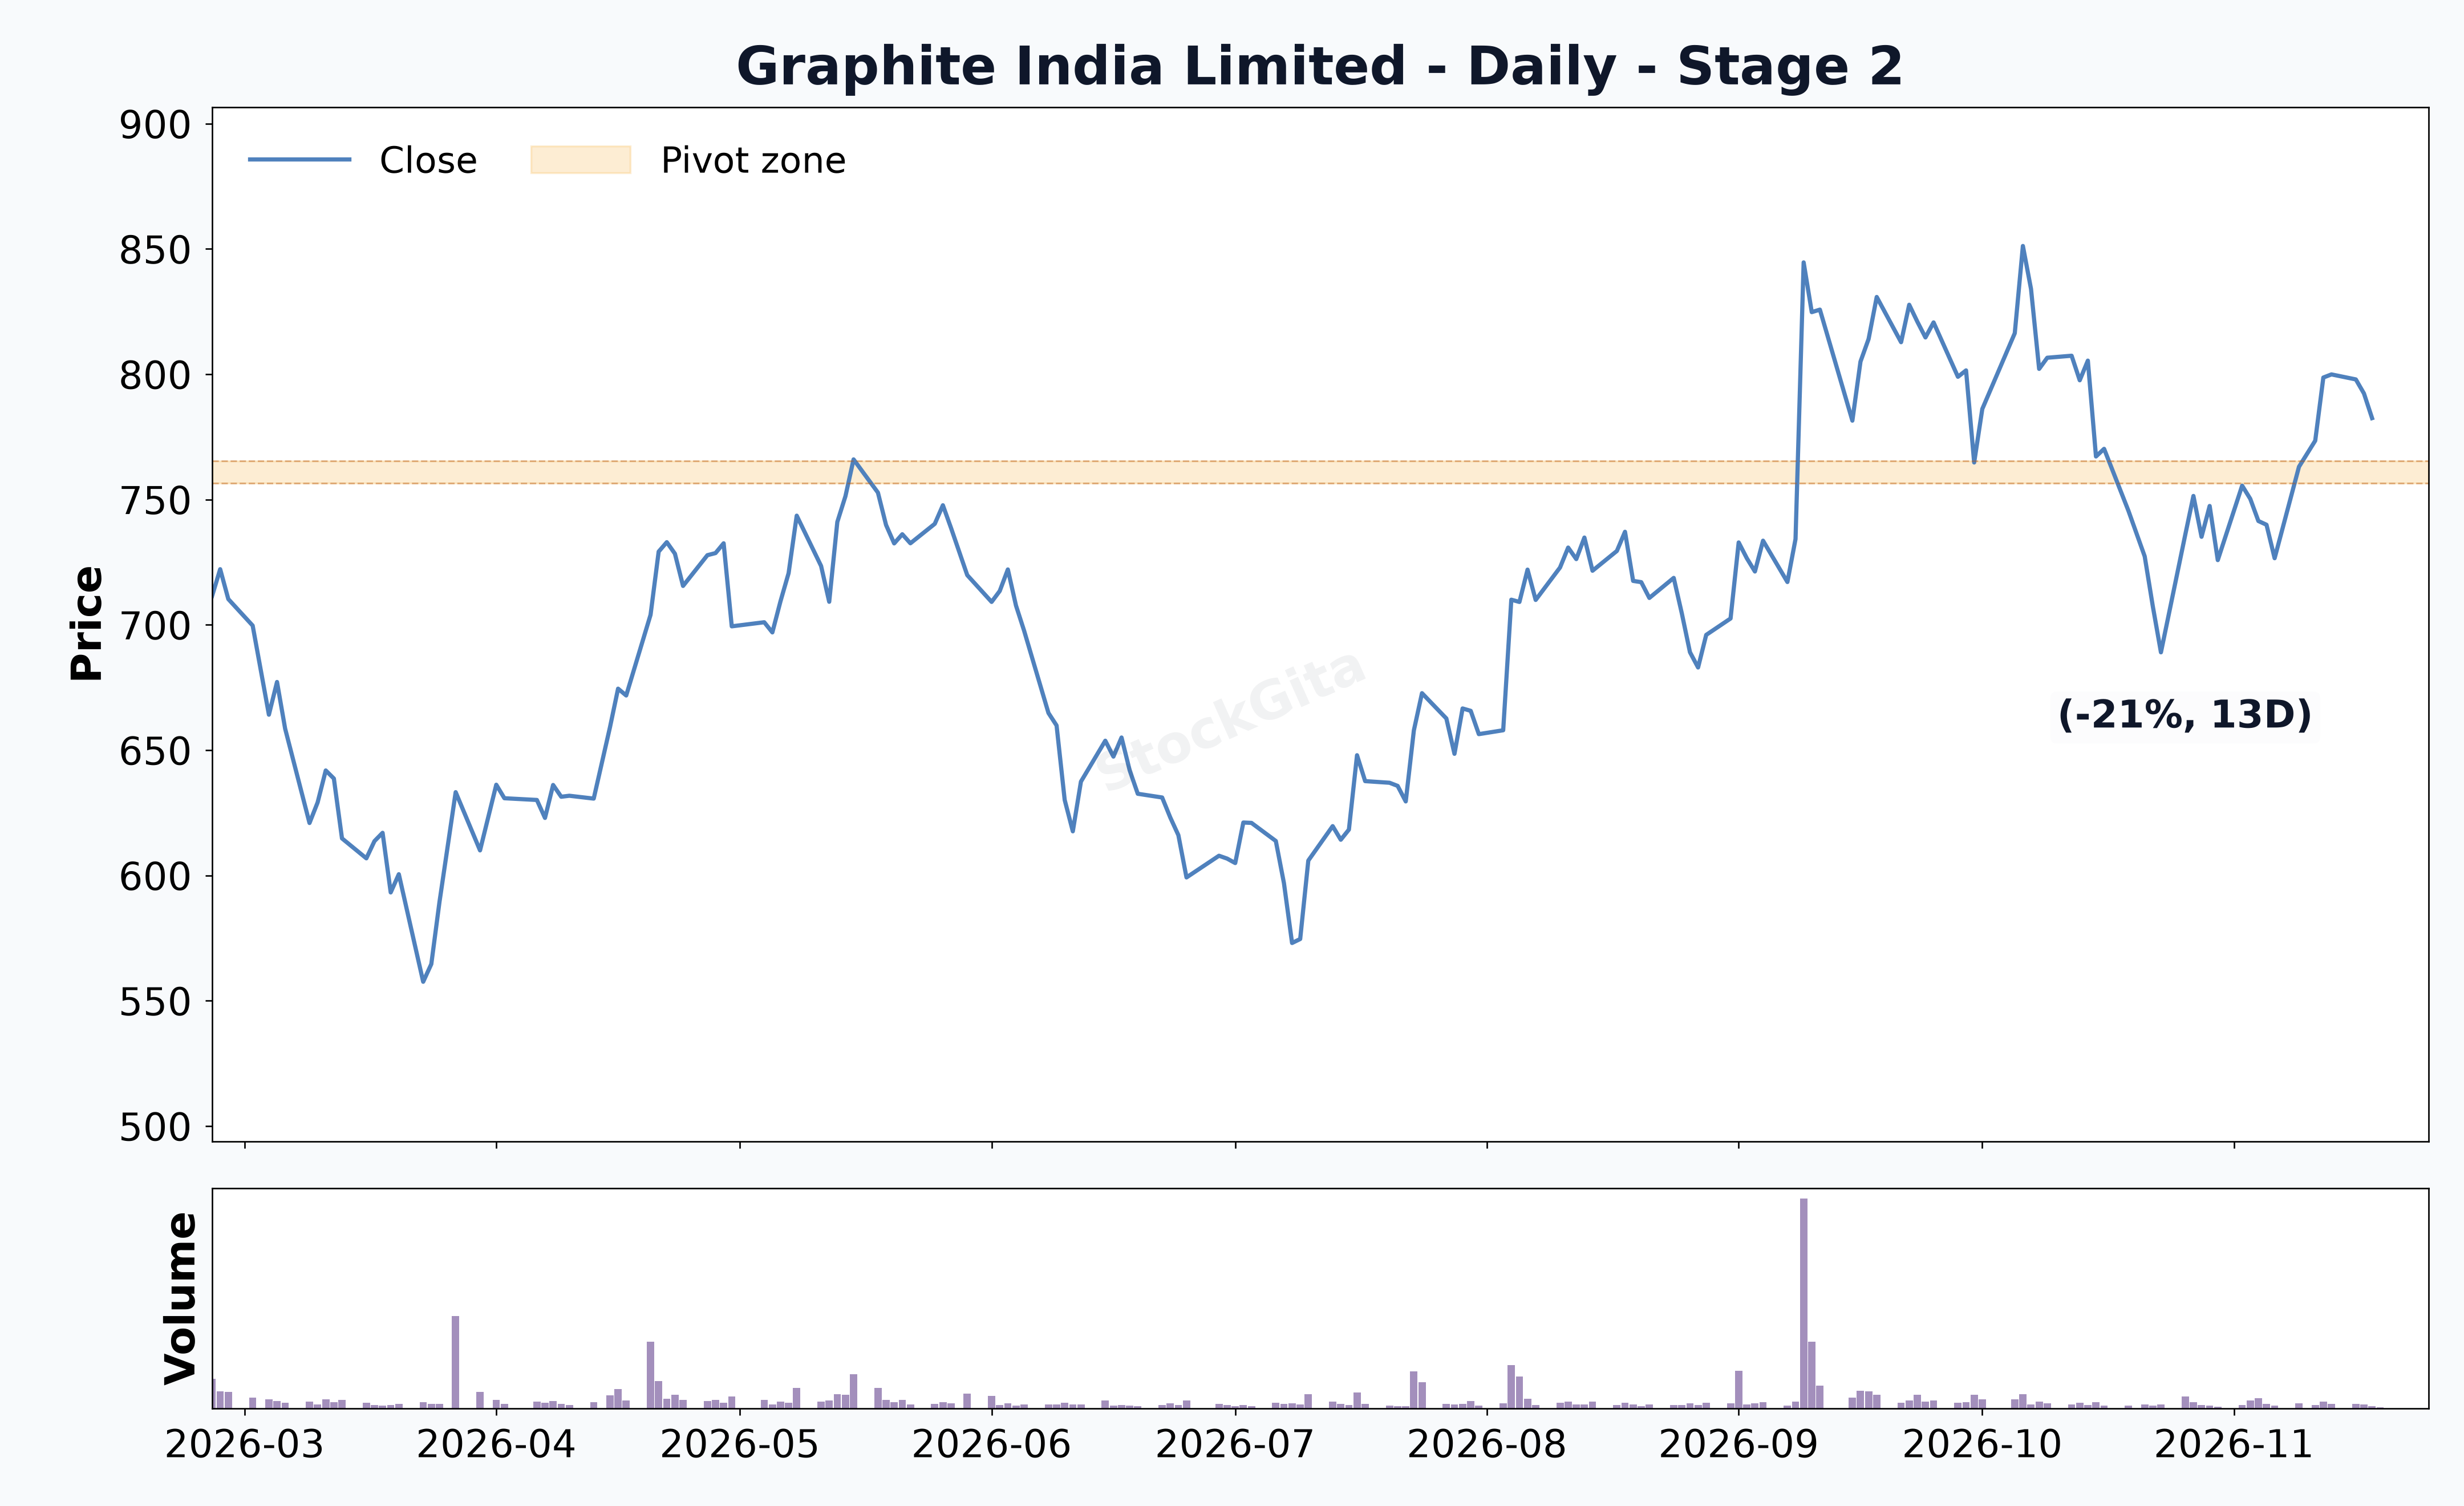 Graphite India Limited - Daily - Stage 2
Close
Pivot zone
900
850
800
750
700
650
600
550
500
Price
StockGita
(-21%, 13D)
Volume
2026-03
2026-04
2026-05
2026-06
2026-07
2026-08
2026-09
2026-10
2026-11